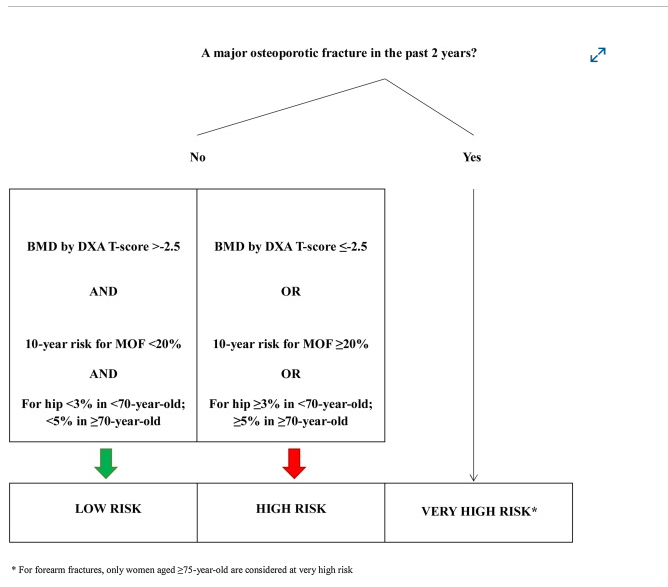 A major osteoporotic fracture in the past 2 years?
No
Yes
BMD by DXA T-score >-2.5
AND
10-year risk for MOF <20%
AND
For hip <3% in <70-year-old;
<5% in ≥70-year-old
BMD by DXA T-score ≤-2.5
OR
10-year risk for MOF ≥20%
OR
For hip ≥3% in <70-year-old;
≥5% in ≥70-year-old
LOW RISK
HIGH RISK
VERY HIGH RISK*
* For forearm fractures, only women aged ≥75-year-old are considered at very high risk